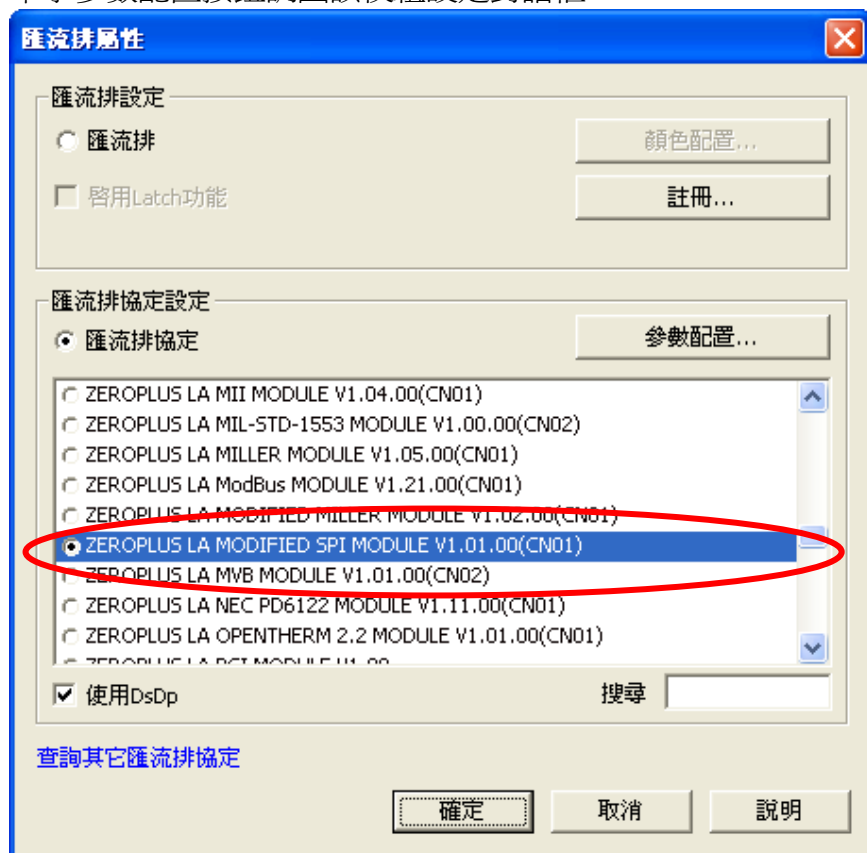 匯流排屬性
匯流排設定
匯流排
顏色配置...
啓用Latch功能
註冊...
匯流排協定設定
匯流排協定
參數配置...
ZEROPLUS LA MII MODULE V1.04.00(CN01)
ZEROPLUS LA MIL-STD-1553 MODULE V1.00.00(CN02)
ZEROPLUS LA MILLER MODULE V1.05.00(CN01)
ZEROPLUS LA ModBus MODULE V1.21.00(CN01)
ZEROPLUS LA MODIFIED MILLER MODULE V1.02.00(CN01)
ZEROPLUS LA MODIFIED SPI MODULE V1.01.00(CN01)
ZEROPLUS LA MVB MODULE V1.01.00(CN02)
ZEROPLUS LA NEC PD6122 MODULE V1.11.00(CN01)
ZEROPLUS LA OPENTHERM 2.2 MODULE V1.01.00(CN01)
使用DsDp
搜尋
查詢其它匯流排協定
確定
取消
説明